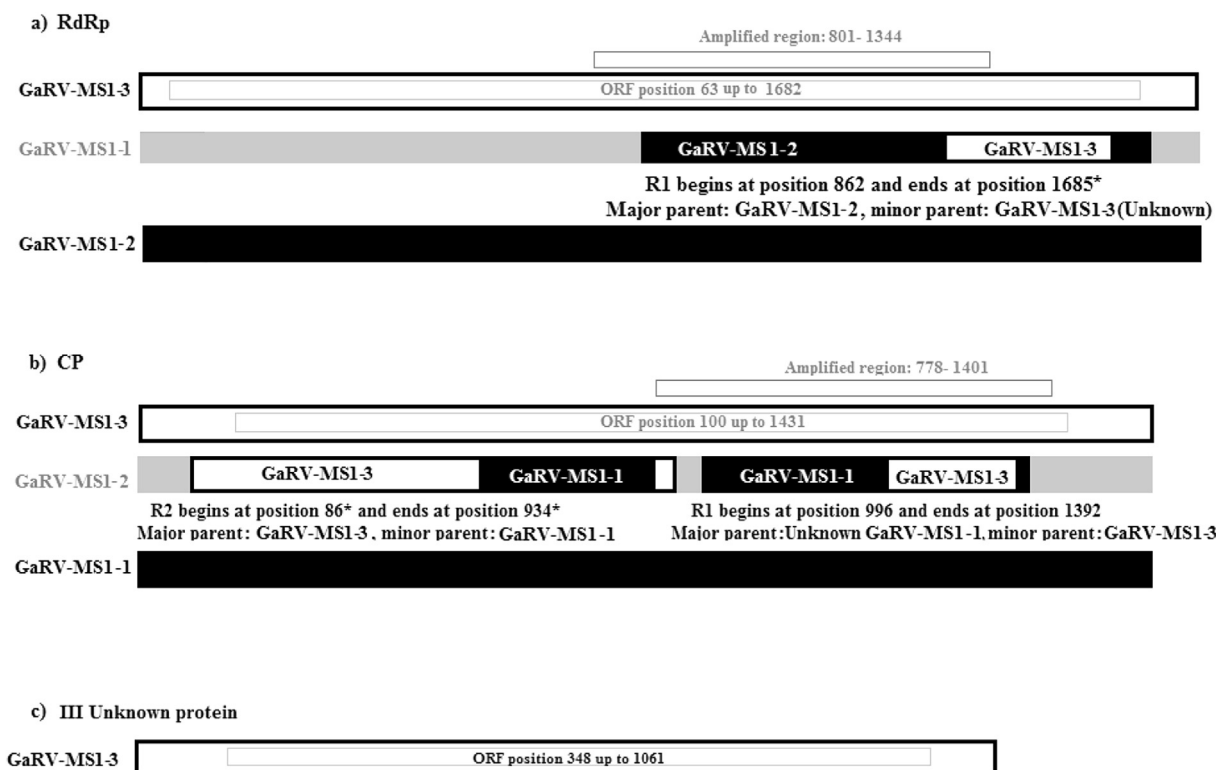 a) RdRp
Amplified region: 801- 1344
GaRV-MS1-3
ORF position 63 up to 1682
GaRV-MS1-1
GaRV-MS1-2
GaRV-MS1-3
R1 begins at position 862 and ends at position 1685*
Major parent: GaRV-MS1-2, minor parent: GaRV-MS1-3(Unknown)
GaRV-MS1-2
b) CP
Amplified region: 778- 1401
GaRV-MS1-3
ORF position 100 up to 1431
GaRV-MS1-2
GaRV-MS1-3
GaRV-MS1-1
GaRV-MS1-1
GaRV-MS1-3
R2 begins at position 86* and ends at position 934*
R1 begins at position 996 and ends at position 1392
Major parent: GaRV-MS1-3, minor parent: GaRV-MS1-1
Major parent:Unknown GaRV-MS1-1, minor parent:GaRV-MS1-3
GaRV-MS1-1
c) III Unknown protein
GaRV-MS1-3
ORF position 348 up to 1061